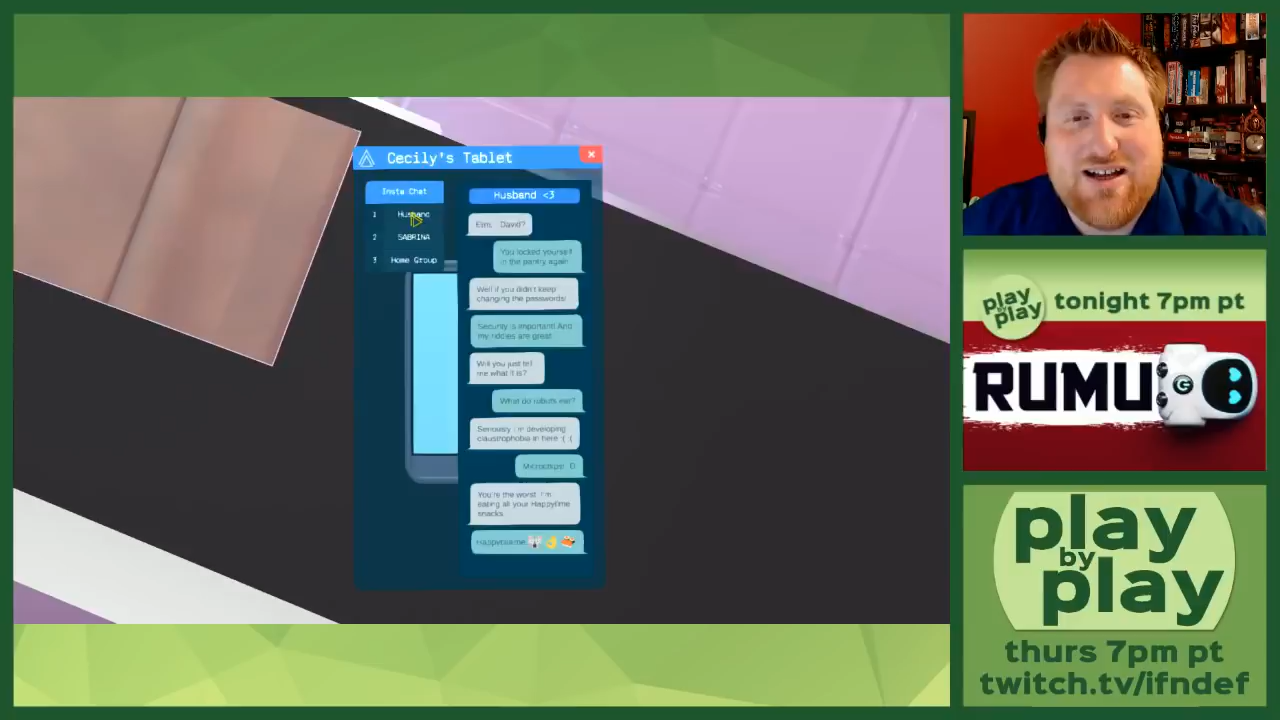 Cecily's Tablet
Insta Chat
1 Husband
2 SABRINA
3 Home Group
Husband <3
Erm, David?
You locked yourself
in the pantry again
Well if you didn't keep
changing the passwords!
Security is important! And
my riddles are great
Will you just tell
me what it is?
What do robots eat?
Seriously I'm developing
claustrophobia in here :( :(
Microchips! :D
You're the worst. I'm
eating all your Happytime
snacks
play
by
play
tonight 7pm pt
RUMU
G
play
by
play
thurs 7pm pt
twitch.tv/ifndef